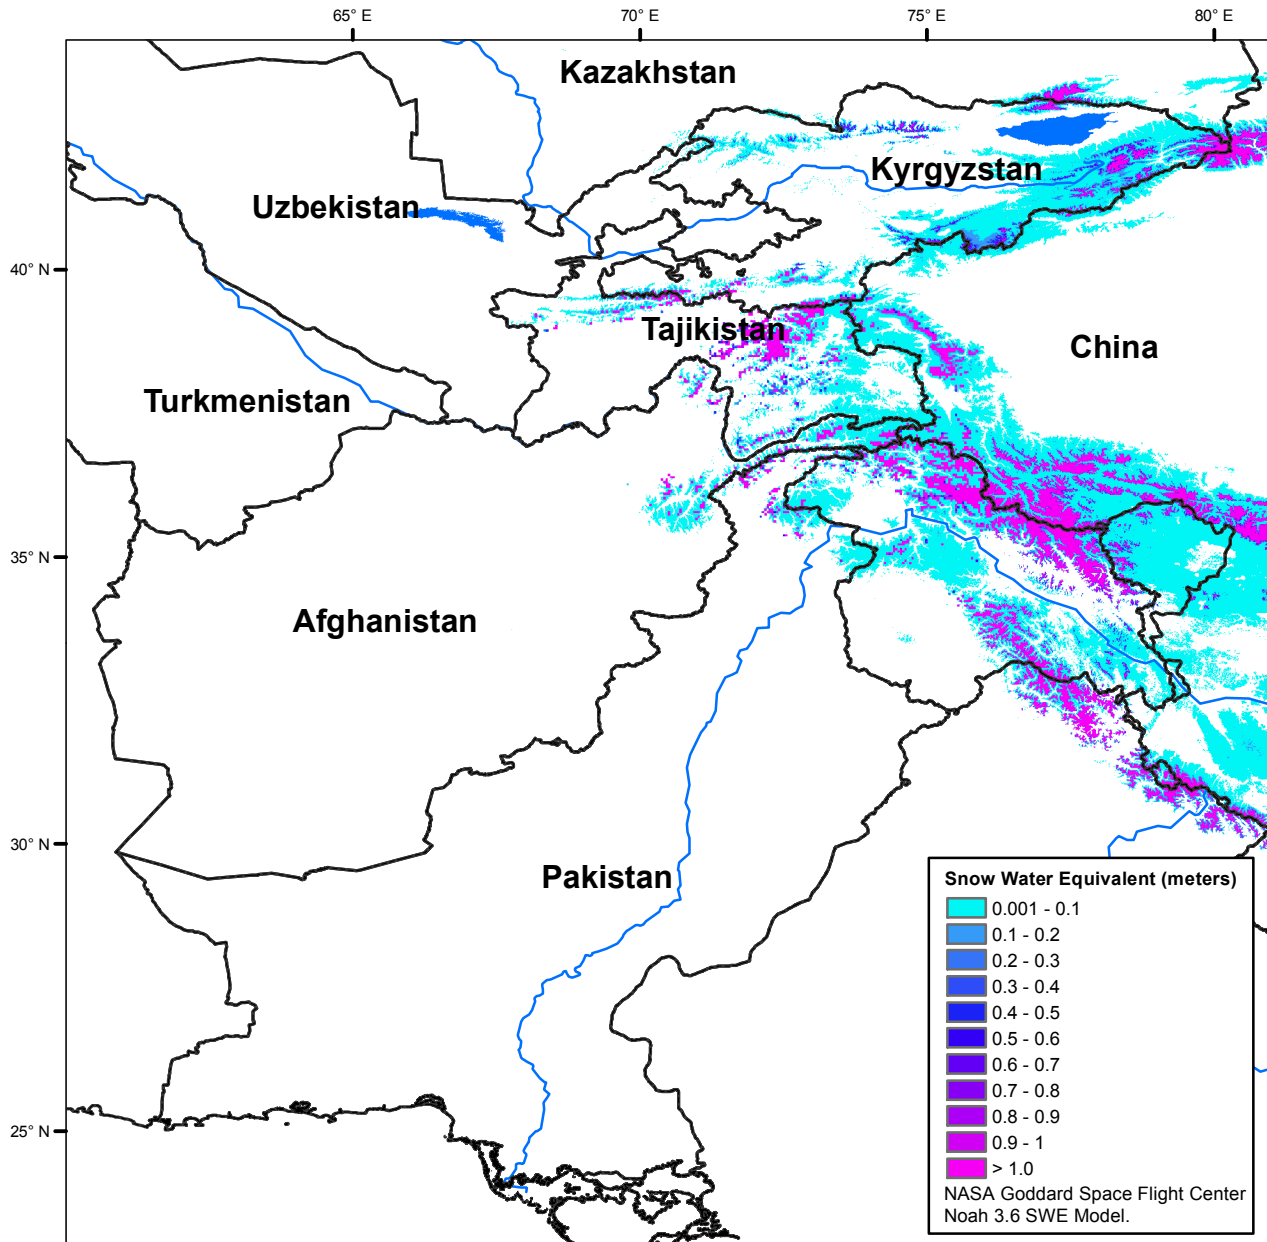 65° E
70° E
75° E
80° E
Kazakhstan
Kyrgyzstan
Uzbekistan
40° N
Tajikistan
China
Turkmenistan
35° N
Afghanistan
30° N
Pakistan
25° N
Snow Water Equivalent (meters)
0.001 - 0.1
0.1 - 0.2
0.2 - 0.3
0.3 - 0.4
0.4 - 0.5
0.5 - 0.6
0.6 - 0.7
0.7 - 0.8
0.8 - 0.9
0.9 - 1
> 1.0
NASA Goddard Space Flight Center
Noah 3.6 SWE Model.